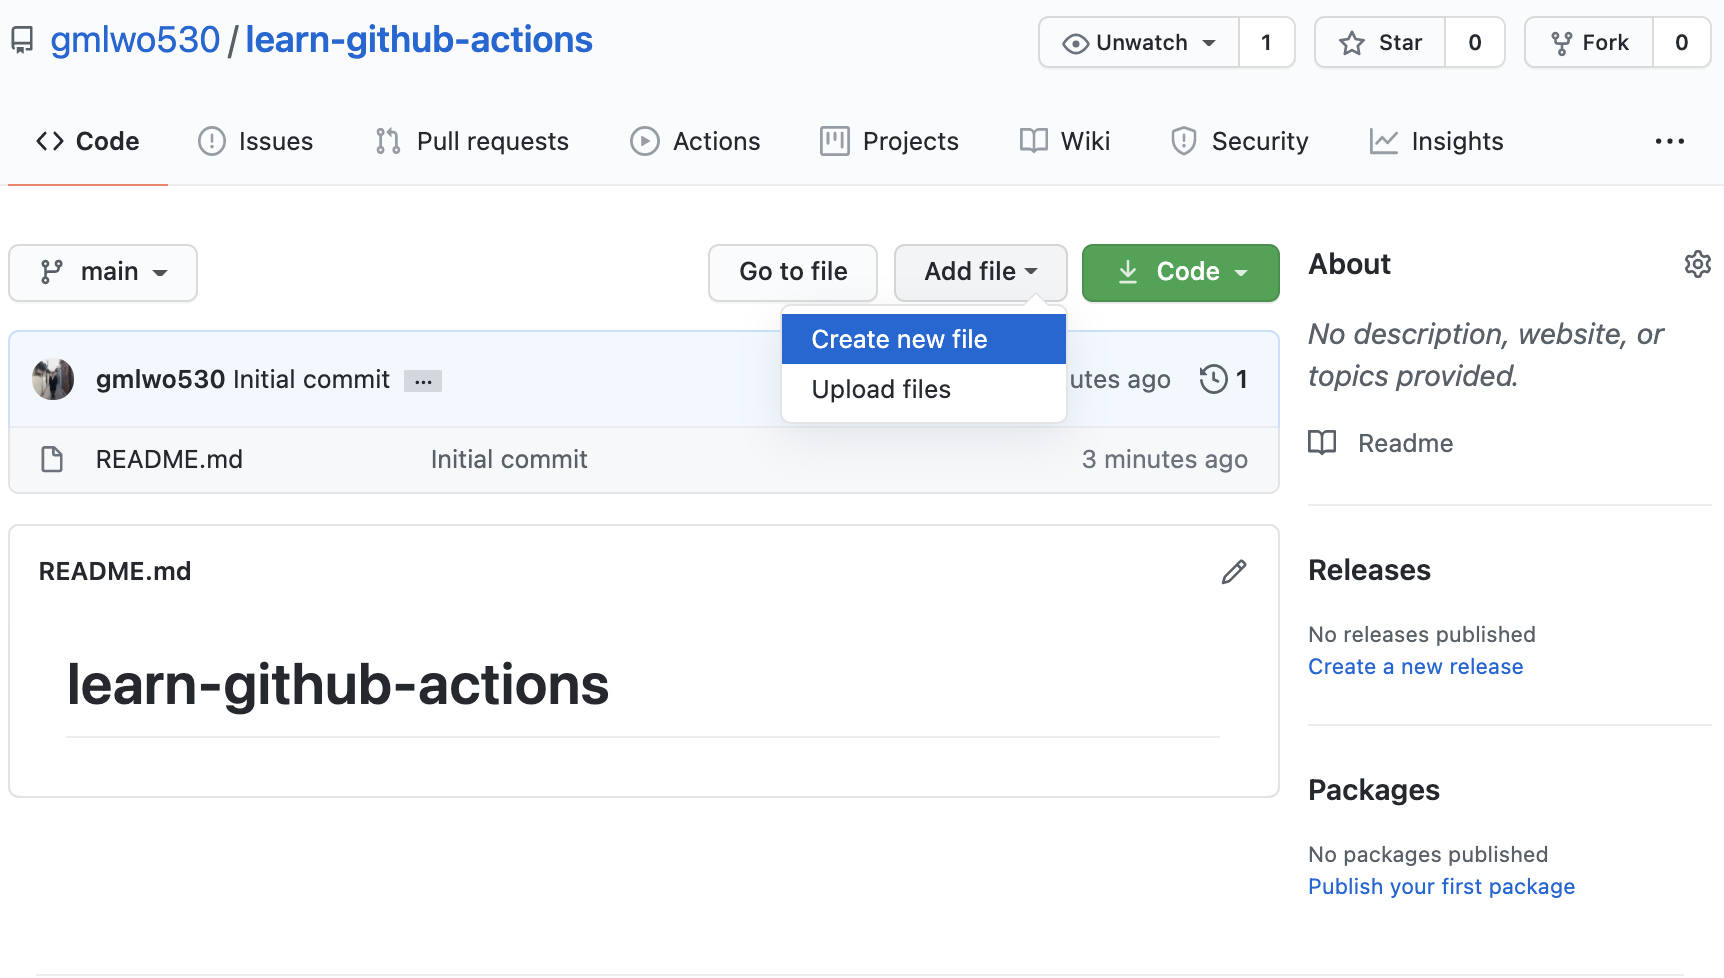 gmlwo530 / learn-github-actions
Unwatch 1 Star 0 Fork 0
Code Issues Pull requests Actions Projects Wiki Security Insights ...
main Go to file Add file Code
Create new file
Upload files
gmlwo530 Initial commit ... utes ago 1
README.md Initial commit 3 minutes ago
README.md
learn-github-actions
About
No description, website, or
topics provided.
Readme
Releases
No releases published
Create a new release
Packages
No packages published
Publish your first package